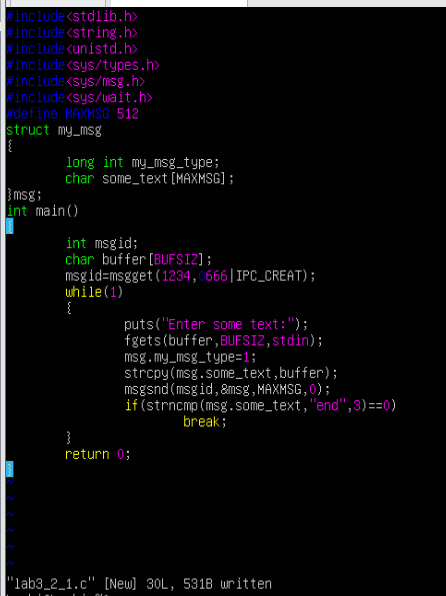 #include<stdlib.h>
#include<string.h>
#include<unistd.h>
#include<sys/types.h>
#include<sys/msg.h>
#include<sys/wait.h>
#define MAXMSG 512
struct my_msg
{
        long int my_msg_type;
        char some_text[MAXMSG];
}msg;
int main()
{
        int msgid;
        char buffer[BUFSIZ];
        msgid=msgget(1234,0666|IPC_CREAT);
        while(1)
        {
                puts("Enter some text:");
                fgets(buffer,BUFSIZ,stdin);
                msg.my_msg_type=1;
                strcpy(msg.some_text,buffer);
                msgsnd(msgid,&msg,MAXMSG,0);
                if(strncmp(msg.some_text,"end",3)==0)
                        break;
        }
        return 0;
}
~
~
~
~
~
"lab3_2_1.c" [New] 30L, 531B written